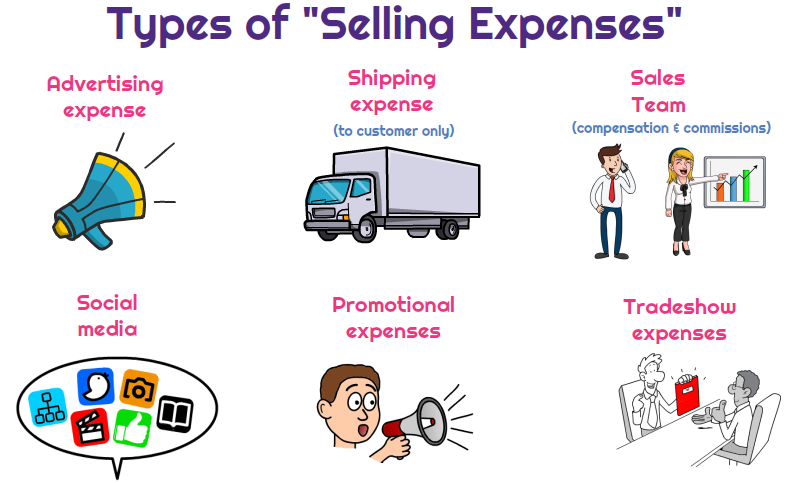 Types of "Selling Expenses"
Advertising
expense
Shipping
expense
(to customer only)
Sales
Team
(compensation & commissions)
Social
media
Promotional
expenses
Tradeshow
expenses